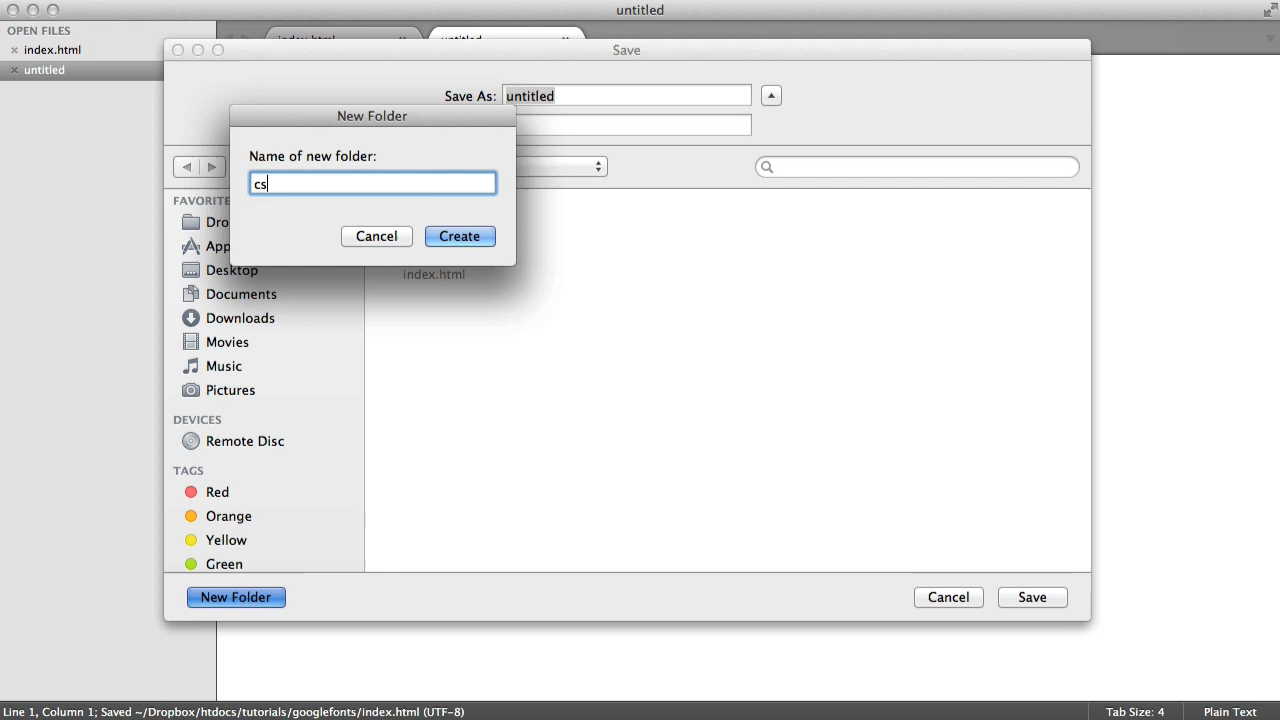 untitled
OPEN FILES
index.html
untitled
index.html
untitled
Save
Save As: untitled
New Folder
Name of new folder:
cs
Cancel
Create
FAVORITE
Dro
App
Desktop
Documents
Downloads
Movies
Music
Pictures
DEVICES
Remote Disc
TAGS
Red
Orange
Yellow
Green
index.html
New Folder
Cancel
Save
Line 1, Column 1; Saved ~/Dropbox/htdocs/tutorials/googlefonts/index.html (UTF-8)
Tab Size: 4
Plain Text